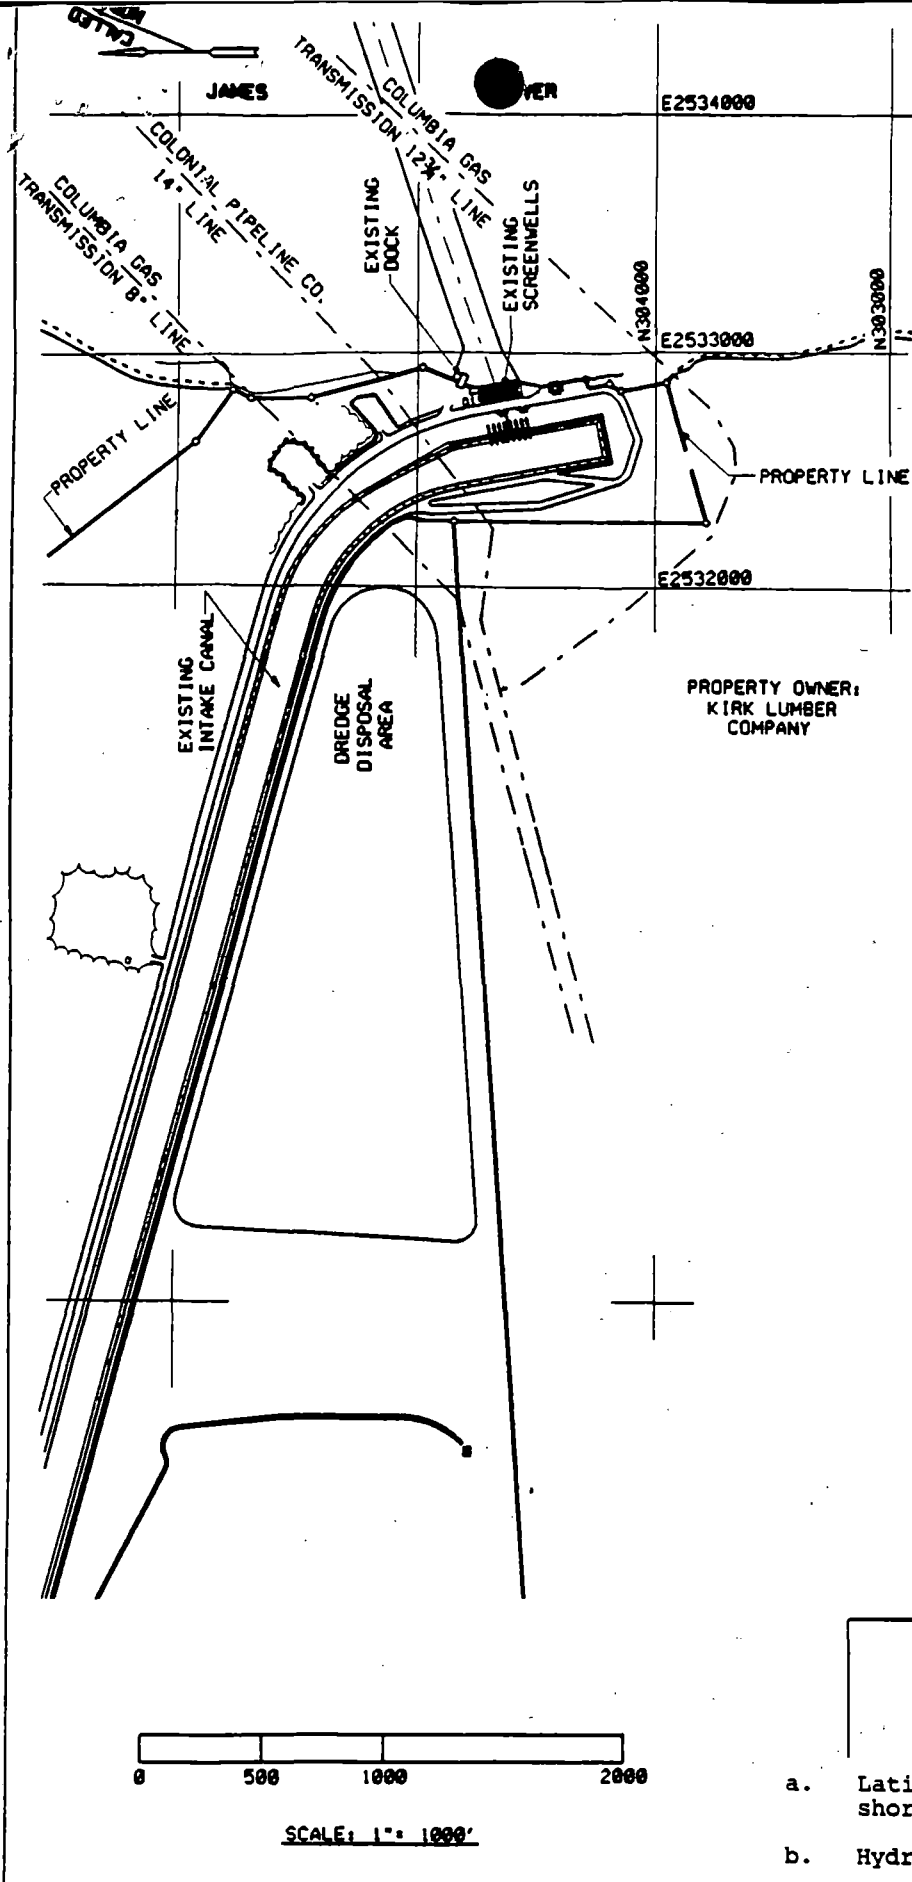 CALLED
JAMES
E2534000
COLUMBIA GAS
TRANSMISSION 12¾" LINE
COLONIAL PIPELINE CO.
14" LINE
COLUMBIA GAS
TRANSMISSION 8" LINE
EXISTING
DOCK
EXISTING
SCREENWELLS
N304000
N303000
E2533000
PROPERTY LINE
PROPERTY LINE
E2532000
EXISTING
INTAKE CANAL
DREDGE
DISPOSAL
AREA
PROPERTY OWNER:
KIRK LUMBER
COMPANY
0 500 1000 2000
SCALE: 1"= 1000'
a. Lati
shor
b. Hydr